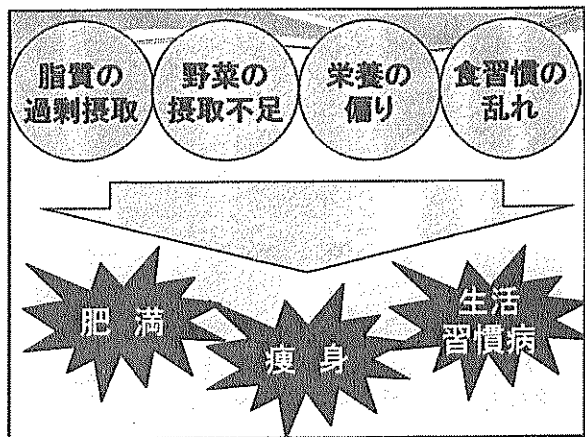 脂質の
過剰摂取
野菜の
摂取不足
栄養の
偏り
食習慣の
乱れ
肥満
痩身
生活
習慣病